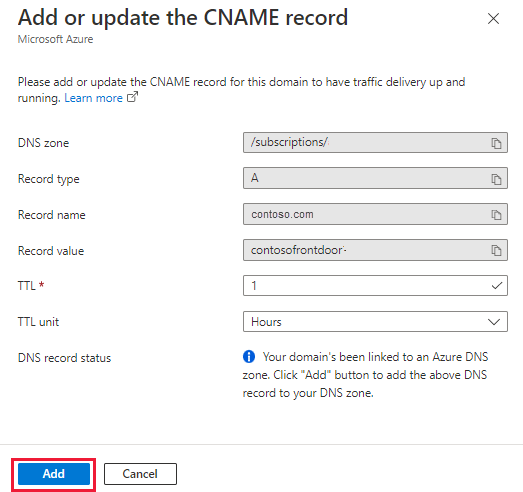 Add or update the CNAME record
Microsoft Azure
Please add or update the CNAME record for this domain to have traffic delivery up and
running. Learn more
DNS zone
/subscriptions/
Record type
A
Record name
contoso.com
Record value
contosofrontdoor
TTL *
1
TTL unit
Hours
DNS record status
Your domain's been linked to an Azure DNS
zone. Click "Add" button to add the above DNS
record to your DNS zone.
Add
Cancel